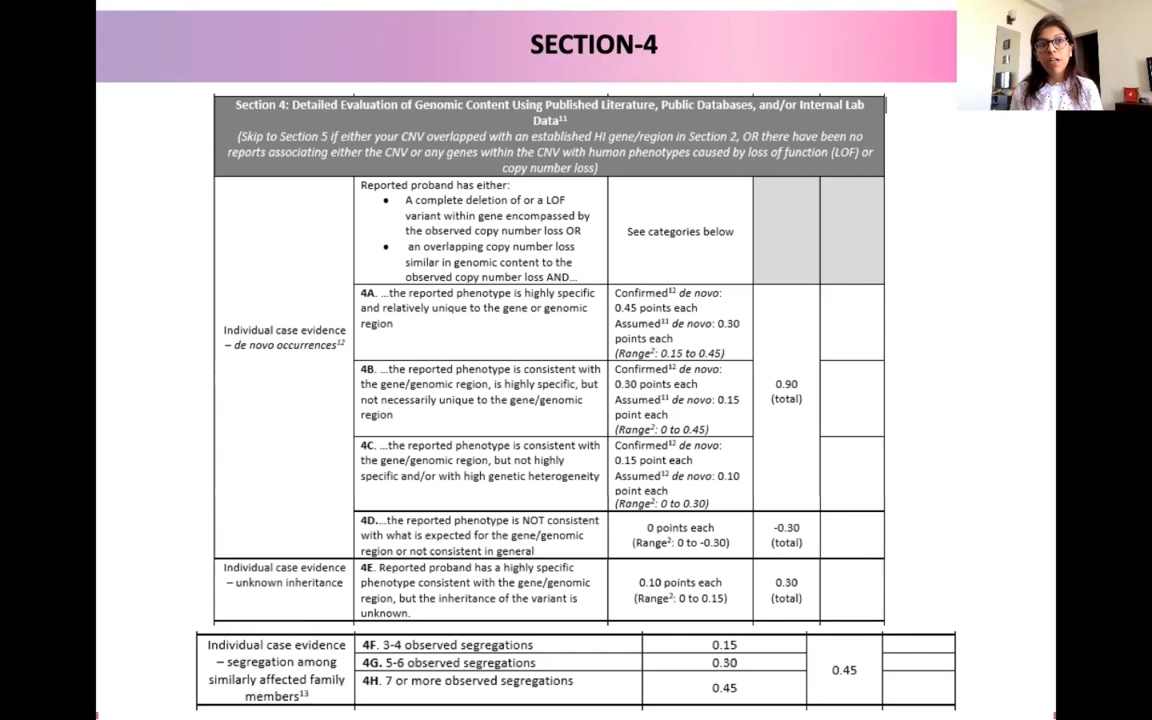 SECTION-4
Section 4: Detailed Evaluation of Genomic Content Using Published Literature, Public Databases, and/or Internal Lab
Data¹¹
(Skip to Section 5 if either your CNV overlapped with an established HI gene/region in Section 2, OR there have been no
reports associating either the CNV or any genes within the CNV with human phenotypes caused by loss of function (LOF) or
copy number loss)
Individual case evidence
– de novo occurrences¹²
Reported proband has either:
• A complete deletion of or a LOF
variant within gene encompassed by
the observed copy number loss OR
• an overlapping copy number loss
similar in genomic content to the
observed copy number loss AND...
See categories below
4A. ...the reported phenotype is highly specific
and relatively unique to the gene or genomic
region
Confirmed¹² de novo:
0.45 points each
Assumed¹¹ de novo: 0.30
points each
(Range²: 0.15 to 0.45)
4B. ...the reported phenotype is consistent with
the gene/genomic region, is highly specific, but
not necessarily unique to the gene/genomic
region
Confirmed¹² de novo:
0.30 points each
Assumed¹¹ de novo: 0.15
point each
(Range²: 0 to 0.45)
0.90
(total)
4C. ...the reported phenotype is consistent with
the gene/genomic region, but not highly
specific and/or with high genetic heterogeneity
Confirmed¹² de novo:
0.15 point each
Assumed¹² de novo: 0.10
point each
(Range²: 0 to 0.30)
4D....the reported phenotype is NOT consistent
with what is expected for the gene/genomic
region or not consistent in general
0 points each
(Range²: 0 to -0.30)
-0.30
(total)
Individual case evidence
– unknown inheritance
4E. Reported proband has a highly specific
phenotype consistent with the gene/genomic
region, but the inheritance of the variant is
unknown.
0.10 points each
(Range²: 0 to 0.15)
0.30
(total)
Individual case evidence
– segregation among
similarly affected family
members¹³
4F. 3-4 observed segregations
0.15
4G. 5-6 observed segregations
0.30
4H. 7 or more observed segregations
0.45
0.45